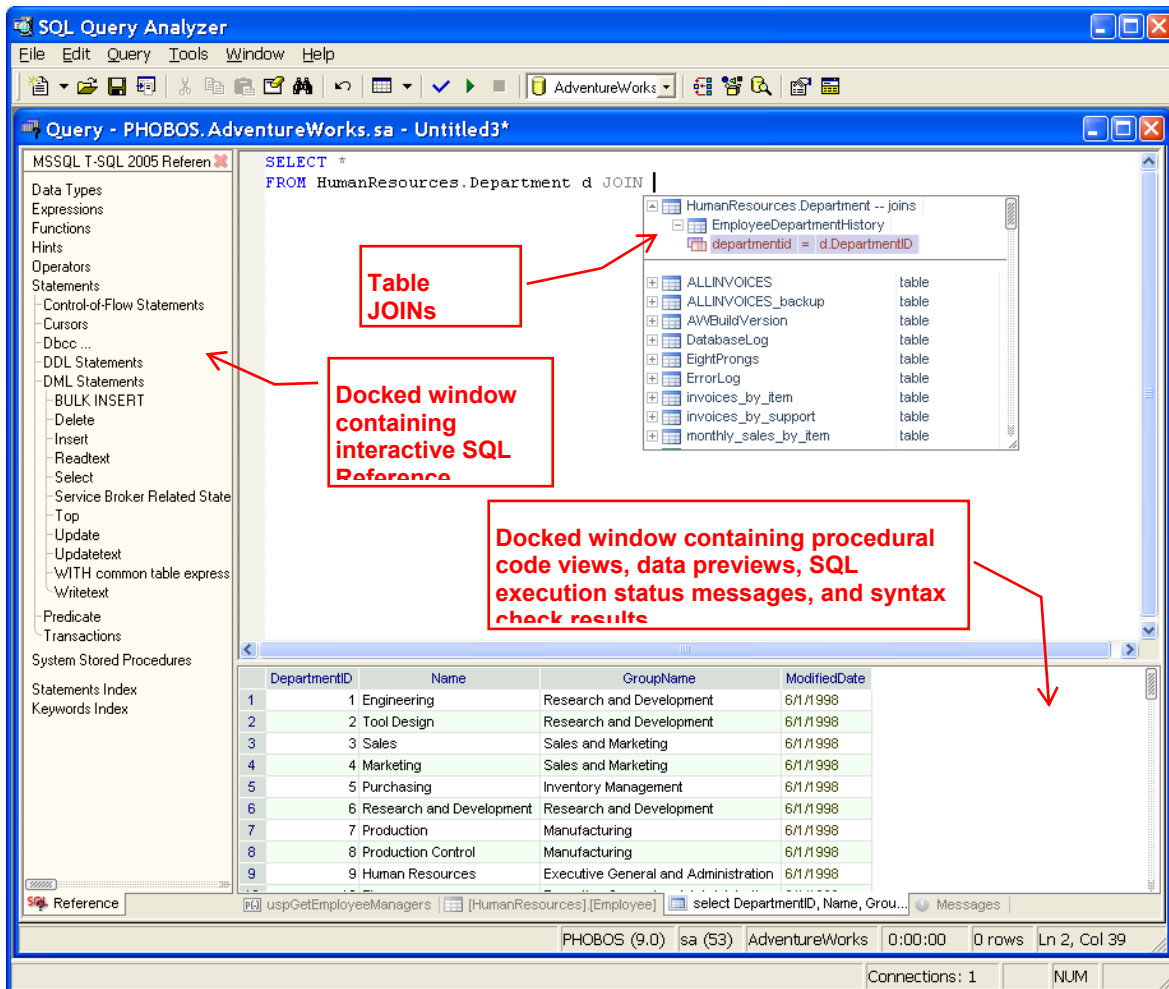 SQL Query Analyzer
File Edit Query Tools Window Help
AdventureWorks
Query - PHOBOS.AdventureWorks.sa - Untitled3*
MSSQL T-SQL 2005 Referen
Data Types
Expressions
Functions
Hints
Operators
Statements
Control-of-Flow Statements
Cursors
Dbcc ...
DDL Statements
DML Statements
BULK INSERT
Delete
Insert
Readtext
Select
Service Broker Related State
Top
Update
Updatetext
WITH common table express
Writetext
Predicate
Transactions
System Stored Procedures
Statements Index
Keywords Index
SQL Reference
SELECT *
FROM HumanResources.Department d JOIN
HumanResources.Department -- joins
EmployeeDepartmentHistory
departmentid = d.DepartmentID
ALLINVOICES table
ALLINVOICES_backup table
AWBuildVersion table
DatabaseLog table
EightProngs table
ErrorLog table
invoices_by_item table
invoices_by_support table
monthly_sales_by_item table
Table
JOINs
Docked window
containing
interactive SQL
Reference
Docked window containing procedural
code views, data previews, SQL
execution status messages, and syntax
check results
DepartmentID Name GroupName ModifiedDate
1 1 Engineering Research and Development 6/1/1998
2 2 Tool Design Research and Development 6/1/1998
3 3 Sales Sales and Marketing 6/1/1998
4 4 Marketing Sales and Marketing 6/1/1998
5 5 Purchasing Inventory Management 6/1/1998
6 6 Research and Development Research and Development 6/1/1998
7 7 Production Manufacturing 6/1/1998
8 8 Production Control Manufacturing 6/1/1998
9 9 Human Resources Executive General and Administration 6/1/1998
uspGetEmployeeManagers [HumanResources].[Employee] select DepartmentID, Name, Grou... Messages
PHOBOS (9.0) sa (53) AdventureWorks 0:00:00 0 rows Ln 2, Col 39
Connections: 1 NUM